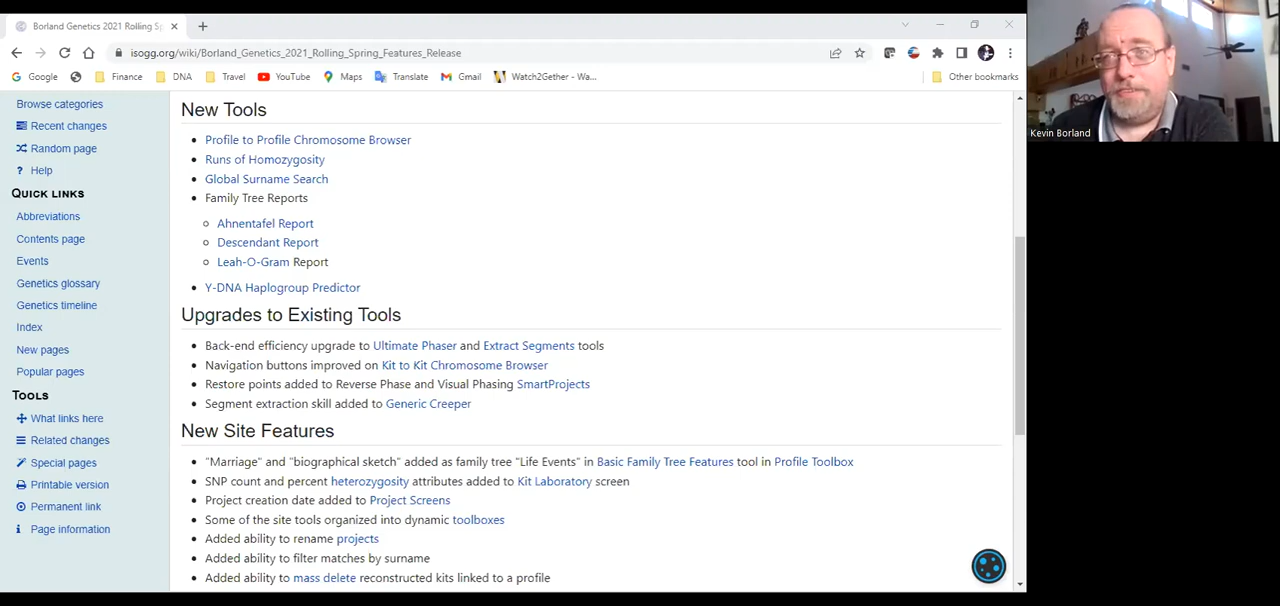 Borland Genetics 2021 Rolling Sp
isogg.org/wiki/Borland_Genetics_2021_Rolling_Spring_Features_Release
Google Finance DNA Travel YouTube Maps Translate Gmail Watch2Gether - Wa... Other bookmarks
Browse categories
Recent changes
Random page
? Help
QUICK LINKS
Abbreviations
Contents page
Events
Genetics glossary
Genetics timeline
Index
New pages
Popular pages
TOOLS
What links here
Related changes
Special pages
Printable version
Permanent link
Page information
New Tools
Profile to Profile Chromosome Browser
Runs of Homozygosity
Global Surname Search
Family Tree Reports
Ahnentafel Report
Descendant Report
Leah-O-Gram Report
Y-DNA Haplogroup Predictor
Upgrades to Existing Tools
Back-end efficiency upgrade to Ultimate Phaser and Extract Segments tools
Navigation buttons improved on Kit to Kit Chromosome Browser
Restore points added to Reverse Phase and Visual Phasing SmartProjects
Segment extraction skill added to Generic Creeper
New Site Features
"Marriage" and "biographical sketch" added as family tree "Life Events" in Basic Family Tree Features tool in Profile Toolbox
SNP count and percent heterozygosity attributes added to Kit Laboratory screen
Project creation date added to Project Screens
Some of the site tools organized into dynamic toolboxes
Added ability to rename projects
Added ability to filter matches by surname
Added ability to mass delete reconstructed kits linked to a profile
Kevin Borland